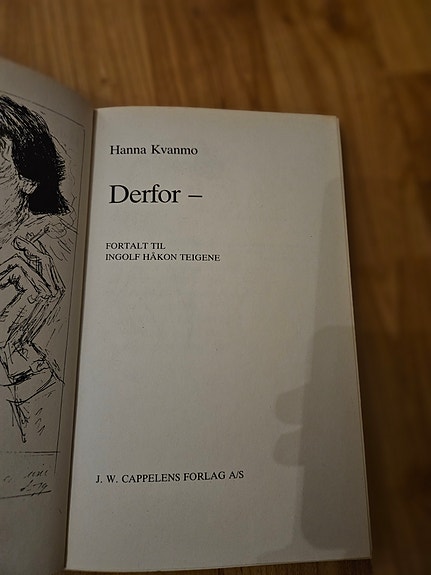 Hanna Kvanmo
Derfor –
FORTALT TIL
INGOLF HÅKON TEIGENE
J. W. CAPPELENS FORLAG A/S